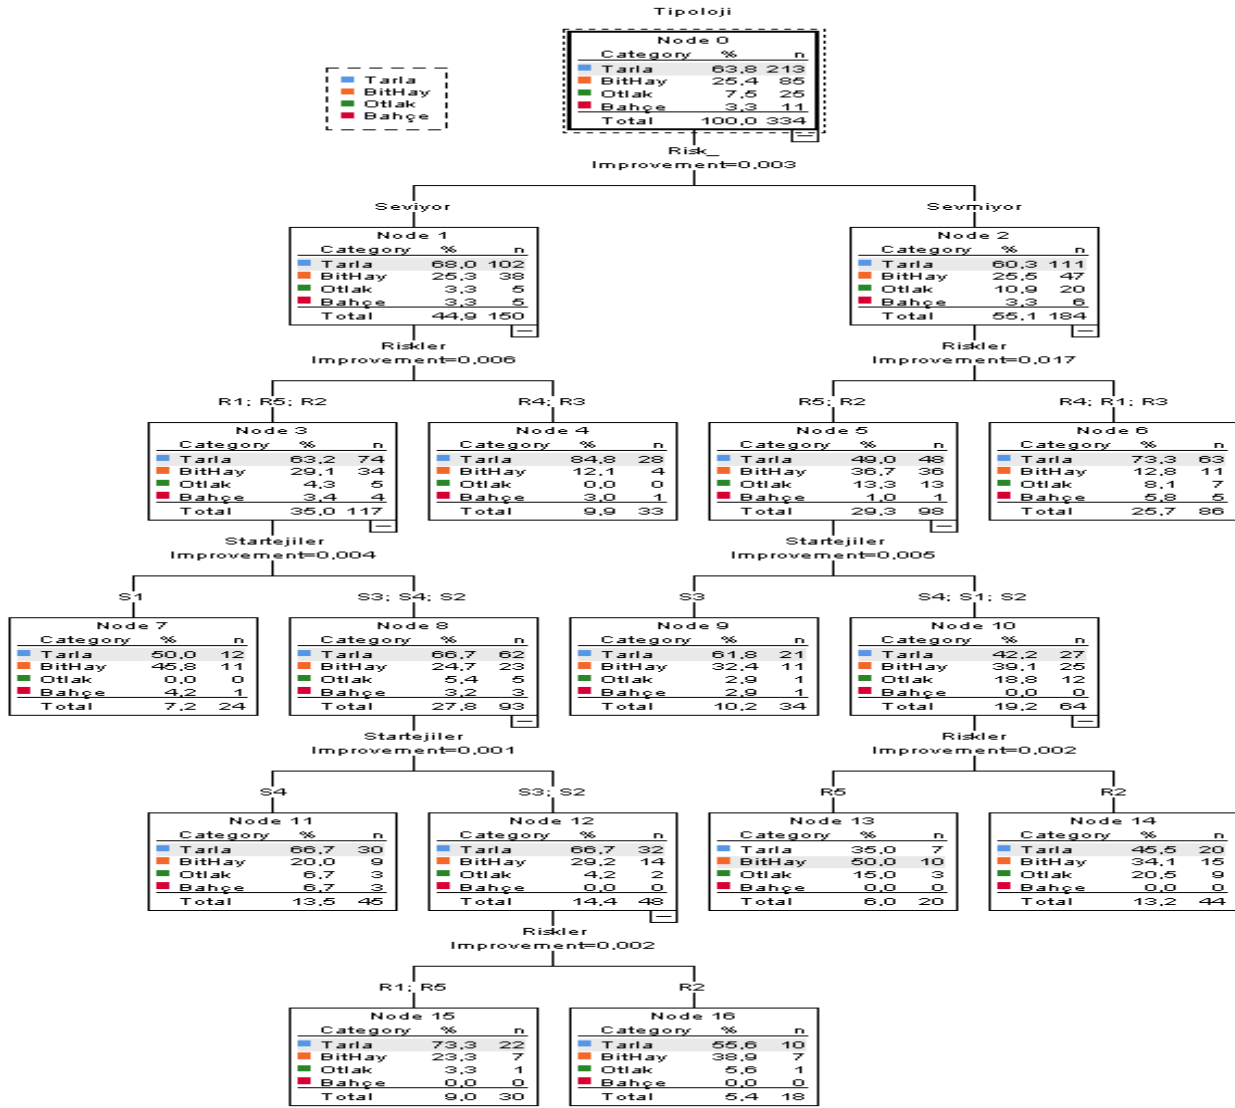 Tipoloji
Tarla
BitHay
Otlak
Bahçe
Node 0
Category % n
Tarla 63,8 213
BitHay 25,4 85
Otlak 7,5 25
Bahçe 3,3 11
Total 100,0 334
Risk_
Improvement=0,003
Seviyor
Sevmiyor
Node 1
Category % n
Tarla 68,0 102
BitHay 25,3 38
Otlak 3,3 5
Bahçe 3,3 5
Total 44,9 150
Node 2
Category % n
Tarla 60,3 111
BitHay 25,5 47
Otlak 10,9 20
Bahçe 3,3 6
Total 55,1 184
Riskler
Improvement=0,006
Riskler
Improvement=0,017
R1; R5; R2
R4; R3
R5; R2
R4; R1; R3
Node 3
Category % n
Tarla 63,2 74
BitHay 29,1 34
Otlak 4,3 5
Bahçe 3,4 4
Total 35,0 117
Node 4
Category % n
Tarla 84,8 28
BitHay 12,1 4
Otlak 0,0 0
Bahçe 3,0 1
Total 9,9 33
Node 5
Category % n
Tarla 49,0 48
BitHay 36,7 36
Otlak 13,3 13
Bahçe 1,0 1
Total 29,3 98
Node 6
Category % n
Tarla 73,3 63
BitHay 12,8 11
Otlak 8,1 7
Bahçe 5,8 5
Total 25,7 86
Startejiler
Improvement=0,004
Startejiler
Improvement=0,005
S1
S3; S4; S2
S3
S4; S1; S2
Node 7
Category % n
Tarla 50,0 12
BitHay 45,8 11
Otlak 0,0 0
Bahçe 4,2 1
Total 7,2 24
Node 8
Category % n
Tarla 66,7 62
BitHay 24,7 23
Otlak 5,4 5
Bahçe 3,2 3
Total 27,8 93
Node 9
Category % n
Tarla 61,8 21
BitHay 32,4 11
Otlak 2,9 1
Bahçe 2,9 1
Total 10,2 34
Node 10
Category % n
Tarla 42,2 27
BitHay 39,1 25
Otlak 18,8 12
Bahçe 0,0 0
Total 19,2 64
Startejiler
Improvement=0,001
Riskler
Improvement=0,002
S4
S3; S2
R5
R2
Node 11
Category % n
Tarla 66,7 30
BitHay 20,0 9
Otlak 6,7 3
Bahçe 6,7 3
Total 13,5 45
Node 12
Category % n
Tarla 66,7 32
BitHay 29,2 14
Otlak 4,2 2
Bahçe 0,0 0
Total 14,4 48
Node 13
Category % n
Tarla 35,0 7
BitHay 50,0 10
Otlak 15,0 3
Bahçe 0,0 0
Total 6,0 20
Node 14
Category % n
Tarla 45,5 20
BitHay 34,1 15
Otlak 20,5 9
Bahçe 0,0 0
Total 13,2 44
Riskler
Improvement=0,002
R1; R5
R2
Node 15
Category % n
Tarla 73,3 22
BitHay 23,3 7
Otlak 3,3 1
Bahçe 0,0 0
Total 9,0 30
Node 16
Category % n
Tarla 55,6 10
BitHay 38,9 7
Otlak 5,6 1
Bahçe 0,0 0
Total 5,4 18